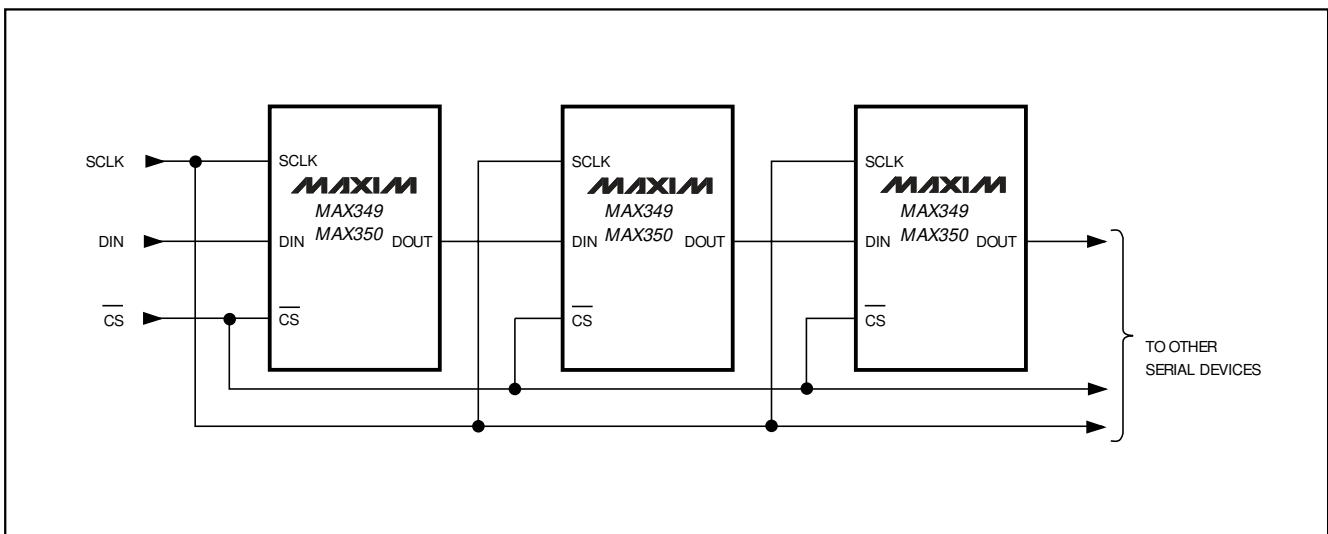 SCLK
SCLK
MAXIM
MAX349
MAX350
DIN
DIN
DOUT
CS
CS
SCLK
MAXIM
MAX349
MAX350
DIN
DOUT
CS
SCLK
MAXIM
MAX349
MAX350
DIN
DOUT
CS
TO OTHER
SERIAL DEVICES